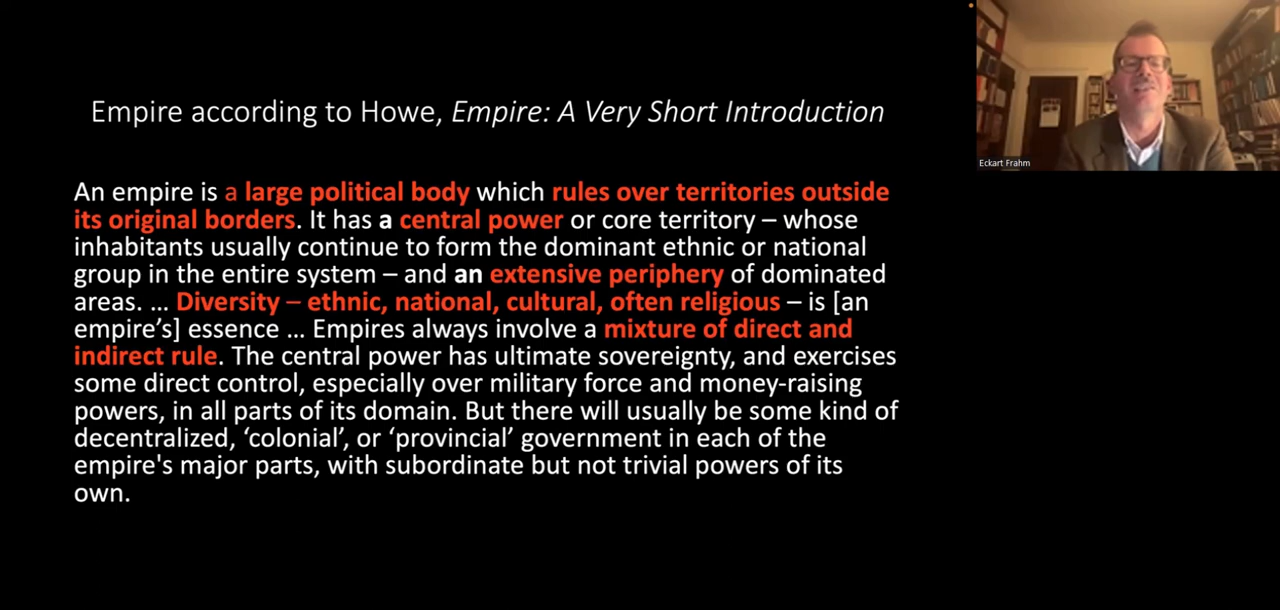 Empire according to Howe, Empire: A Very Short Introduction
An empire is a large political body which rules over territories outside
its original borders. It has a central power or core territory – whose
inhabitants usually continue to form the dominant ethnic or national
group in the entire system – and an extensive periphery of dominated
areas. … Diversity – ethnic, national, cultural, often religious – is [an
empire’s] essence … Empires always involve a mixture of direct and
indirect rule. The central power has ultimate sovereignty, and exercises
some direct control, especially over military force and money-raising
powers, in all parts of its domain. But there will usually be some kind of
decentralized, ‘colonial’, or ‘provincial’ government in each of the
empire's major parts, with subordinate but not trivial powers of its
own.
Eckart Frahm